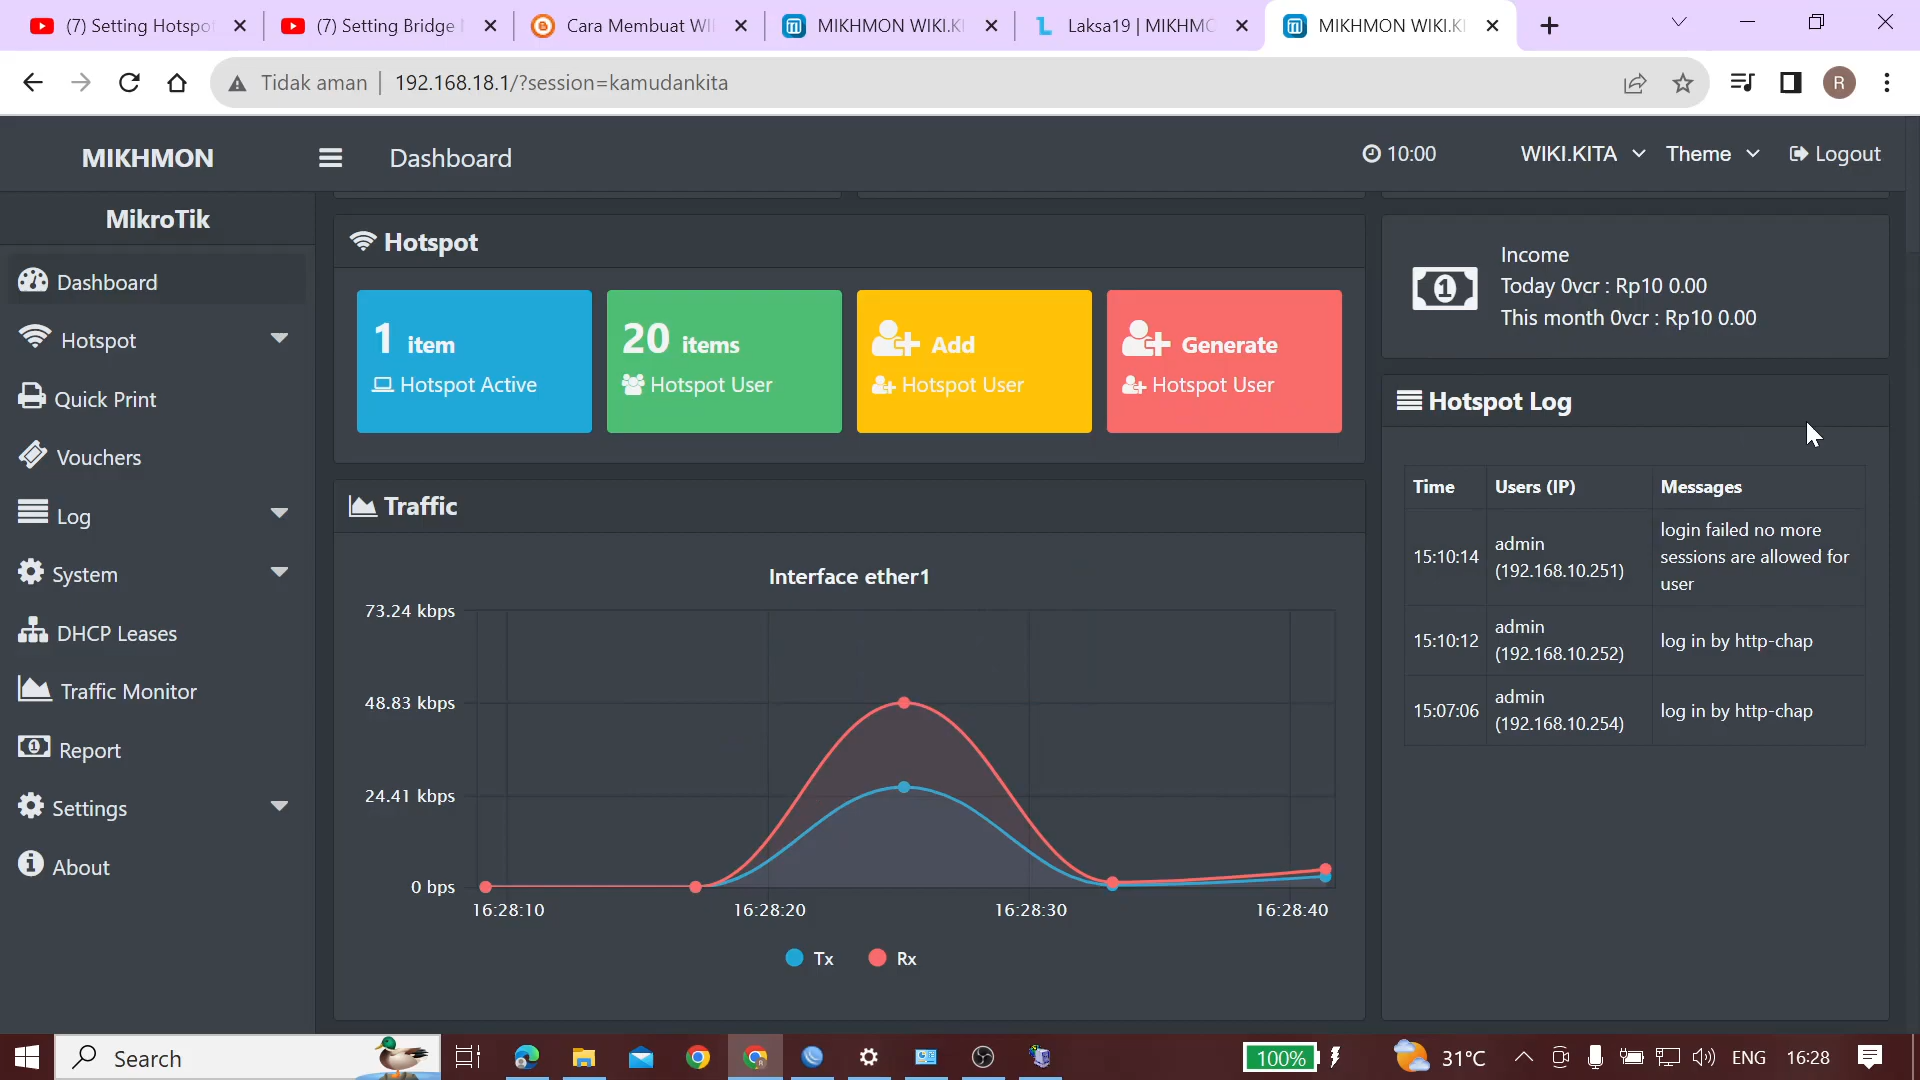 (7) Setting Hotspo
(7) Setting Bridge
Cara Membuat WI
MIKHMON WIKI.K
Laksa19 | MIKHMO
MIKHMON WIKI.KI
Tidak aman
192.168.18.1/?session=kamudankita
R
MIKHMON
Dashboard
10:00
WIKI.KITA
Theme
Logout
MikroTik
Dashboard
Hotspot
Quick Print
Vouchers
Log
System
DHCP Leases
Traffic Monitor
Report
Settings
About
Hotspot
1 item
Hotspot Active
20 items
Hotspot User
Add
Hotspot User
Generate
Hotspot User
Income
Today 0vcr : Rp10 0.00
This month 0vcr : Rp10 0.00
Traffic
Interface ether1
73.24 kbps
48.83 kbps
24.41 kbps
0 bps
16:28:10 16:28:20 16:28:30 16:28:40
Tx Rx
Hotspot Log
Time Users (IP) Messages
15:10:14 admin (192.168.10.251) login failed no more sessions are allowed for user
15:10:12 admin (192.168.10.252) log in by http-chap
15:07:06 admin (192.168.10.254) log in by http-chap
Search
100%
31°C
ENG
16:28